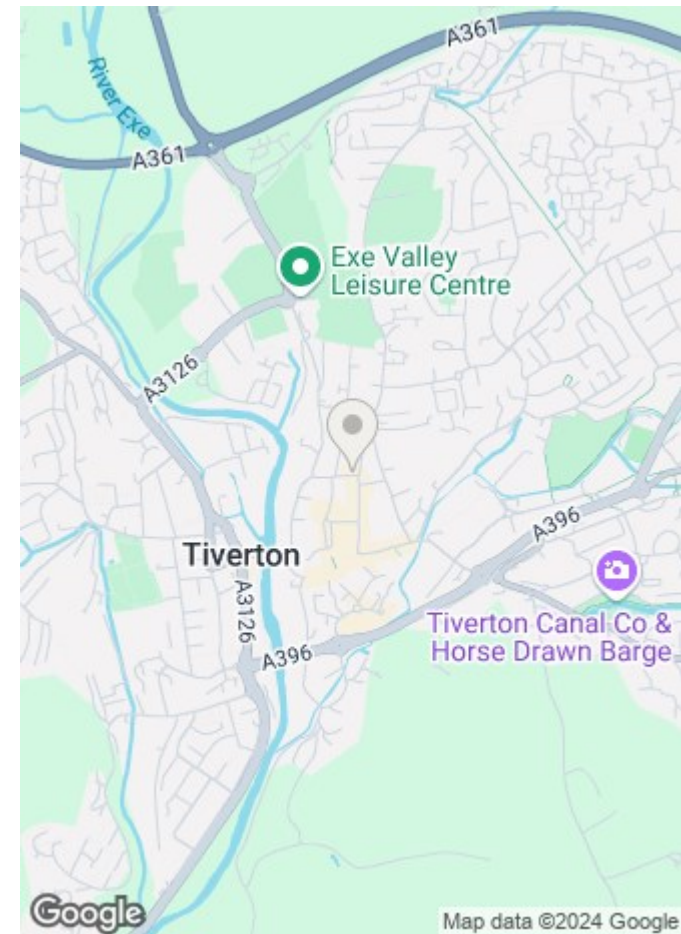 A361
River Exe
A361
Exe Valley
Leisure Centre
A3126
A396
Tiverton
A3126
Tiverton Canal Co &
Horse Drawn Barge
A396
Google
Map data ©2024 Google